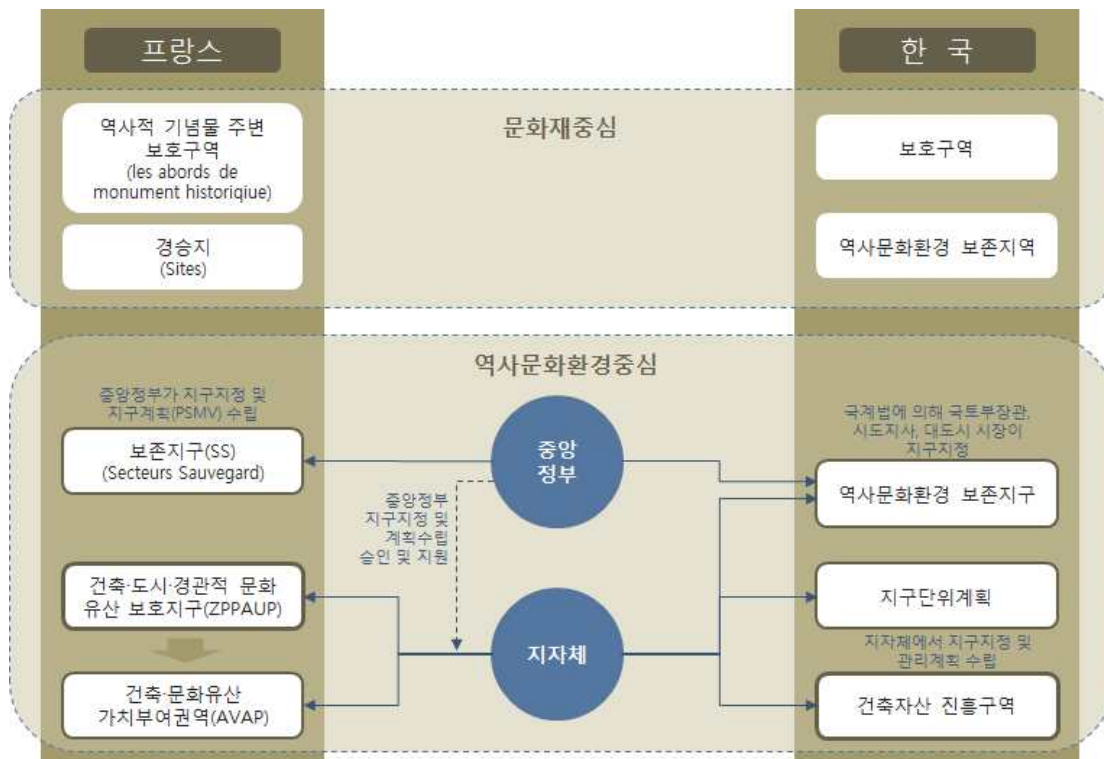 프랑스
한 국
문화재중심
역사적 기념물 주변
보호구역
(les abords de
monument historiqiue)
보호구역
경승지
(Sites)
역사문화환경 보존지역
역사문화환경중심
중앙정부가 지구지정 및
지구계획(PSMV) 수립
보존지구(SS)
(Secteurs Sauvegard)
중앙
정부
국계법에 의해 국토부장관,
시도지사, 대도시 시장이
지구지정
역사문화환경 보존지구
중앙정부
지구지정 및
계획수립
승인 및 지원
건축·도시·경관적 문화
유산 보호지구(ZPPAUP)
지구단위계획
지자체
지자체에서 지구지정 및
관리계획 수립
건축·문화유산
가치부여권역(AVAP)
건축자산 진흥구역